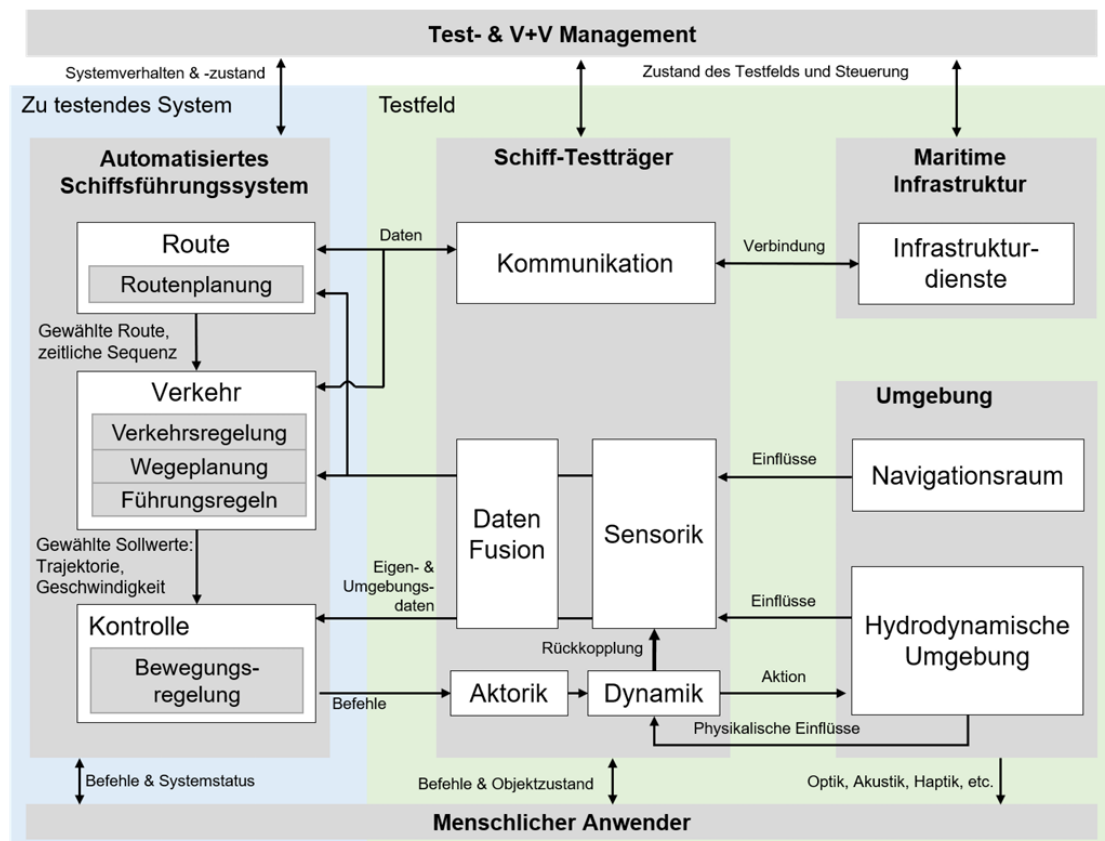 Test- & V+V Management
Systemverhalten & -zustand
Zustand des Testfelds und Steuerung
Zu testendes System
Testfeld
Automatisiertes
Schiffsführungssystem
Route
Routenplanung
Gewählte Route,
zeitliche Sequenz
Verkehr
Verkehrsregelung
Wegeplanung
Führungsregeln
Gewählte Sollwerte:
Trajektorie,
Geschwindigkeit
Kontrolle
Bewegungs-
regelung
Daten
Eigen- &
Umgebungs-
daten
Befehle
Schiff-Testträger
Kommunikation
Daten
Fusion
Sensorik
Rückkopplung
Aktorik
Dynamik
Verbindung
Einflüsse
Einflüsse
Aktion
Physikalische Einflüsse
Maritime
Infrastruktur
Infrastruktur-
dienste
Umgebung
Navigationsraum
Hydrodynamische
Umgebung
Befehle & Systemstatus
Befehle & Objektzustand
Optik, Akustik, Haptik, etc.
Menschlicher Anwender